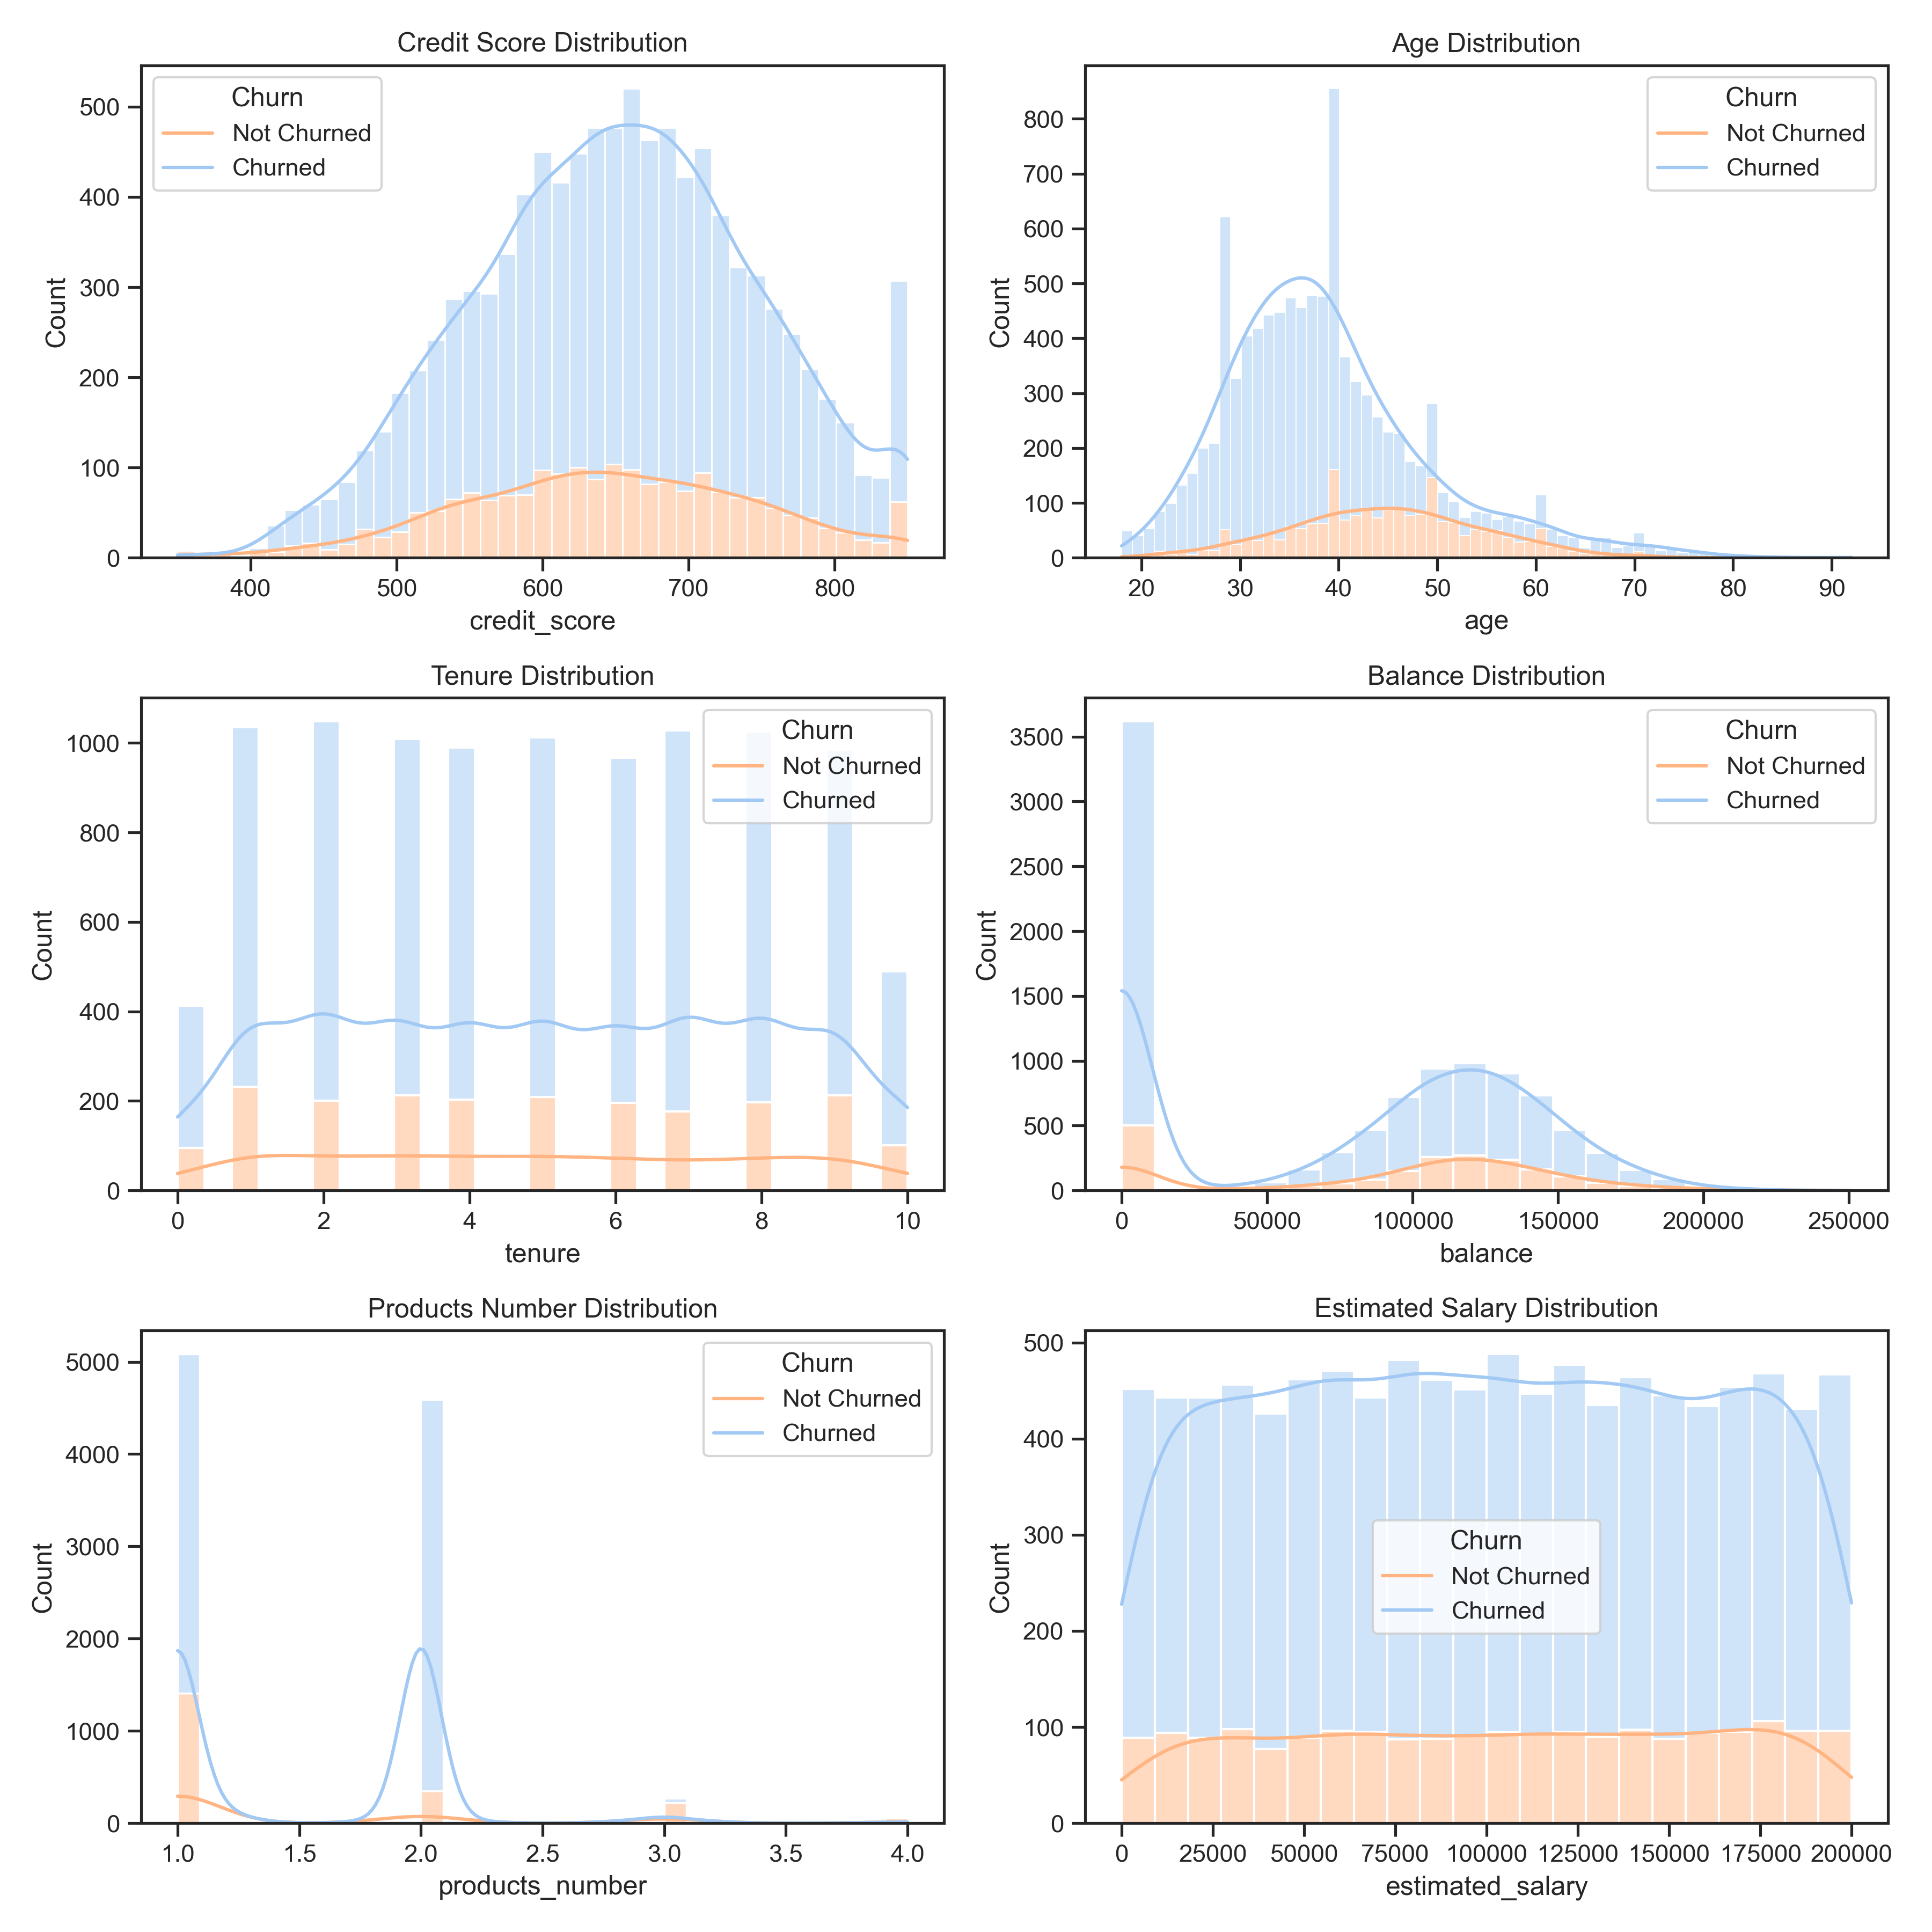 Credit Score Distribution
Churn
Not Churned
Churned
500
400
300
200
100
0
Count
400 500 600 700 800
credit_score
Age Distribution
Churn
Not Churned
Churned
800
700
600
500
400
300
200
100
0
Count
20 30 40 50 60 70 80 90
age
Tenure Distribution
Churn
Not Churned
Churned
1000
800
600
400
200
0
Count
0 2 4 6 8 10
tenure
Balance Distribution
Churn
Not Churned
Churned
3500
3000
2500
2000
1500
1000
500
0
Count
0 50000 100000 150000 200000 250000
balance
Products Number Distribution
Churn
Not Churned
Churned
5000
4000
3000
2000
1000
0
Count
1.0 1.5 2.0 2.5 3.0 3.5 4.0
products_number
Estimated Salary Distribution
500
400
300
200
100
0
Count
Churn
Not Churned
Churned
0 25000 50000 75000 100000 125000 150000 175000 200000
estimated_salary